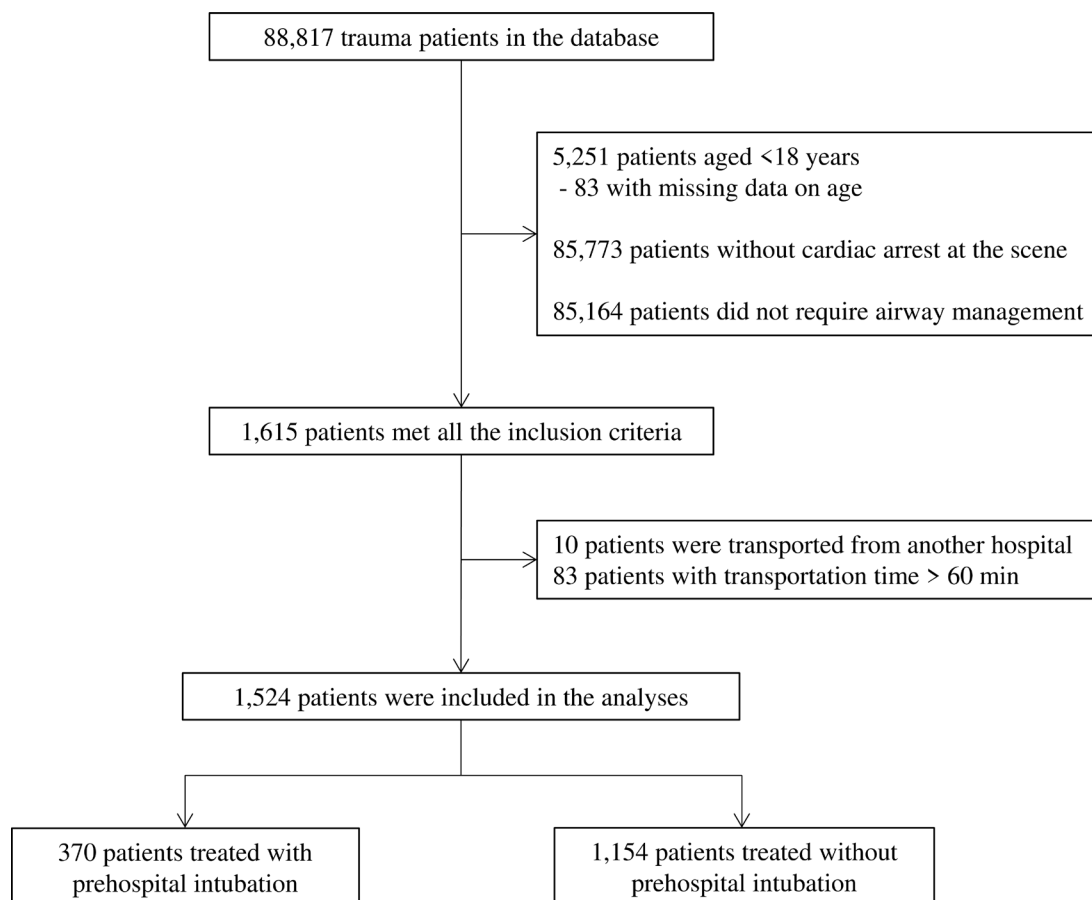 88,817 trauma patients in the database
5,251 patients aged <18 years
- 83 with missing data on age
85,773 patients without cardiac arrest at the scene
85,164 patients did not require airway management
1,615 patients met all the inclusion criteria
10 patients were transported from another hospital
83 patients with transportation time > 60 min
1,524 patients were included in the analyses
370 patients treated with
prehospital intubation
1,154 patients treated without
prehospital intubation